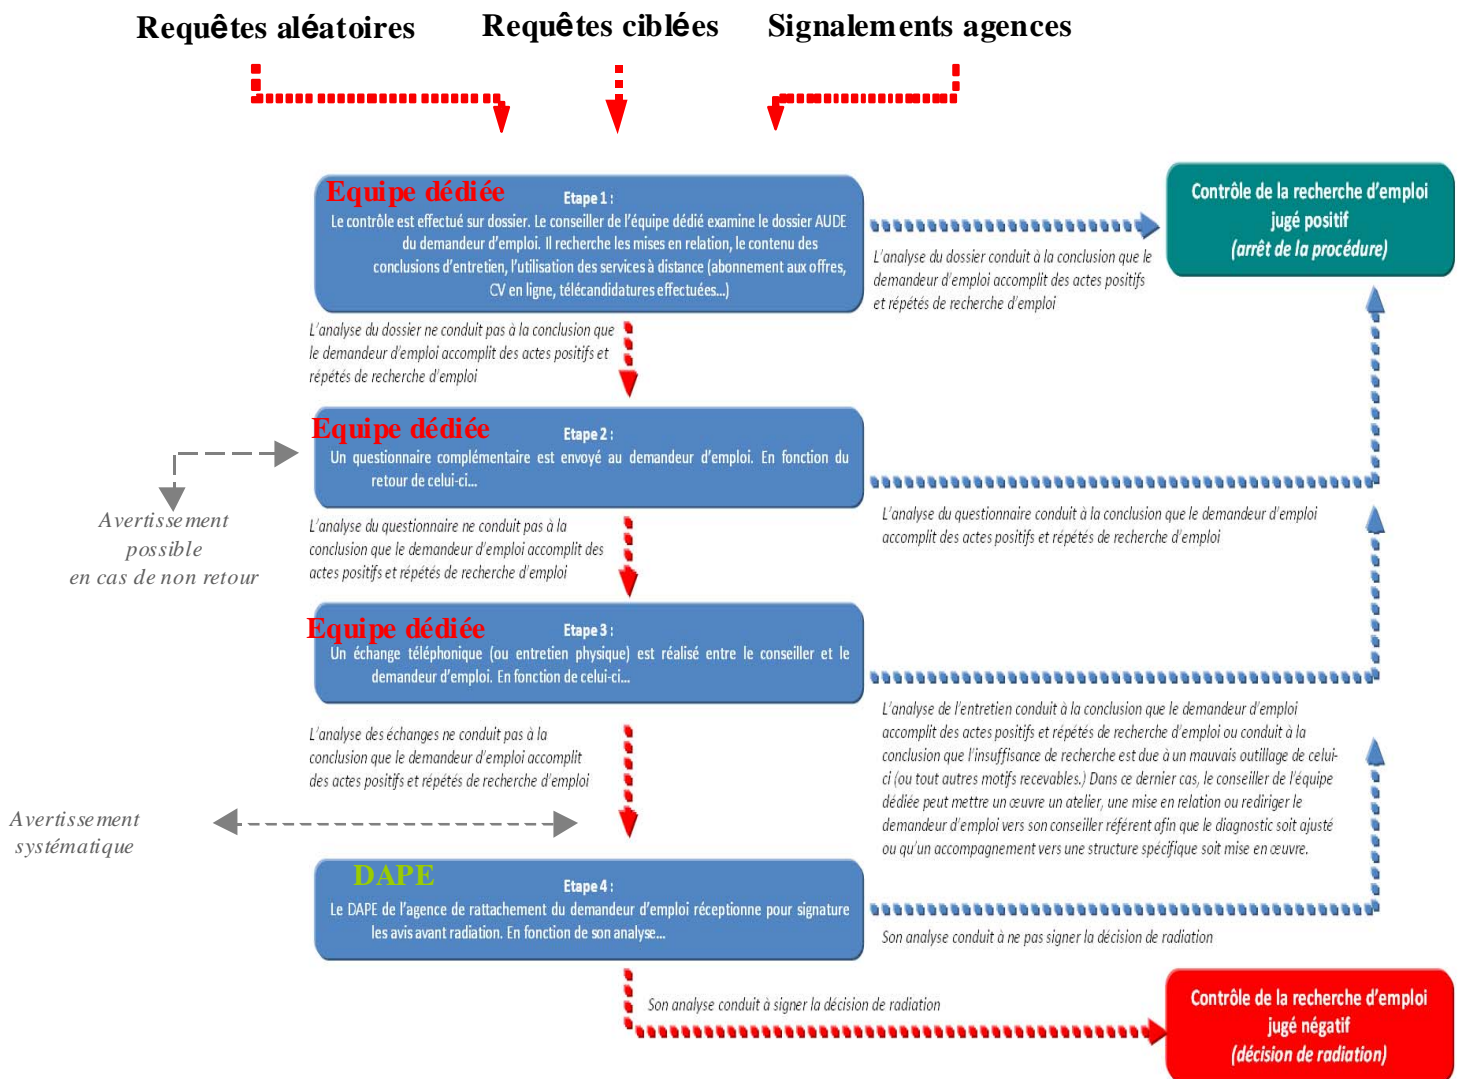 Requêtes aléatoires
Requêtes ciblées
Signalements agences
Equipe dédiée
Etape 1 :
Le contrôle est effectué sur dossier. Le conseiller de l'équipe dédié examine le dossier AUDE
du demandeur d'emploi. Il recherche les mises en relation, le contenu des
conclusions d'entretien, l'utilisation des services à distance (abonnement aux offres,
CV en ligne, télécandidatures effectuées...)
L'analyse du dossier conduit à la conclusion que le
demandeur d'emploi accomplit des actes positifs
et répétés de recherche d'emploi
Contrôle de la recherche d'emploi
jugé positif
(arrêt de la procédure)
L'analyse du dossier ne conduit pas à la conclusion que
le demandeur d'emploi accomplit des actes positifs et
répétés de recherche d'emploi
Equipe dédiée
Etape 2 :
Un questionnaire complémentaire est envoyé au demandeur d'emploi. En fonction du
retour de celui-ci...
Avertissement
possible
en cas de non retour
L'analyse du questionnaire ne conduit pas à la
conclusion que le demandeur d'emploi accomplit des
actes positifs et répétés de recherche d'emploi
L'analyse du questionnaire conduit à la conclusion que le demandeur d'emploi
accomplit des actes positifs et répétés de recherche d'emploi
Equipe dédiée
Etape 3 :
Un échange téléphonique (ou entretien physique) est réalisé entre le conseiller et le
demandeur d'emploi. En fonction de celui-ci...
L'analyse des échanges ne conduit pas à la
conclusion que le demandeur d'emploi accomplit
des actes positifs et répétés de recherche d'emploi
L'analyse de l'entretien conduit à la conclusion que le demandeur d'emploi
accomplit des actes positifs et répétés de recherche d'emploi ou conduit à la
conclusion que l'insuffisance de recherche est due à un mauvais outillage de celui-
ci (ou tout autres motifs recevables.) Dans ce dernier cas, le conseiller de l'équipe
dédiée peut mettre un œuvre un atelier, une mise en relation ou rediriger le
demandeur d'emploi vers son conseiller référent afin que le diagnostic soit ajusté
ou qu'un accompagnement vers une structure spécifique soit mise en œuvre.
Avertissement
systématique
DAPE
Etape 4 :
Le DAPE de l'agence de rattachement du demandeur d'emploi réceptionne pour signature
les avis avant radiation. En fonction de son analyse...
Son analyse conduit à ne pas signer la décision de radiation
Son analyse conduit à signer la décision de radiation
Contrôle de la recherche d'emploi
jugé négatif
(décision de radiation)